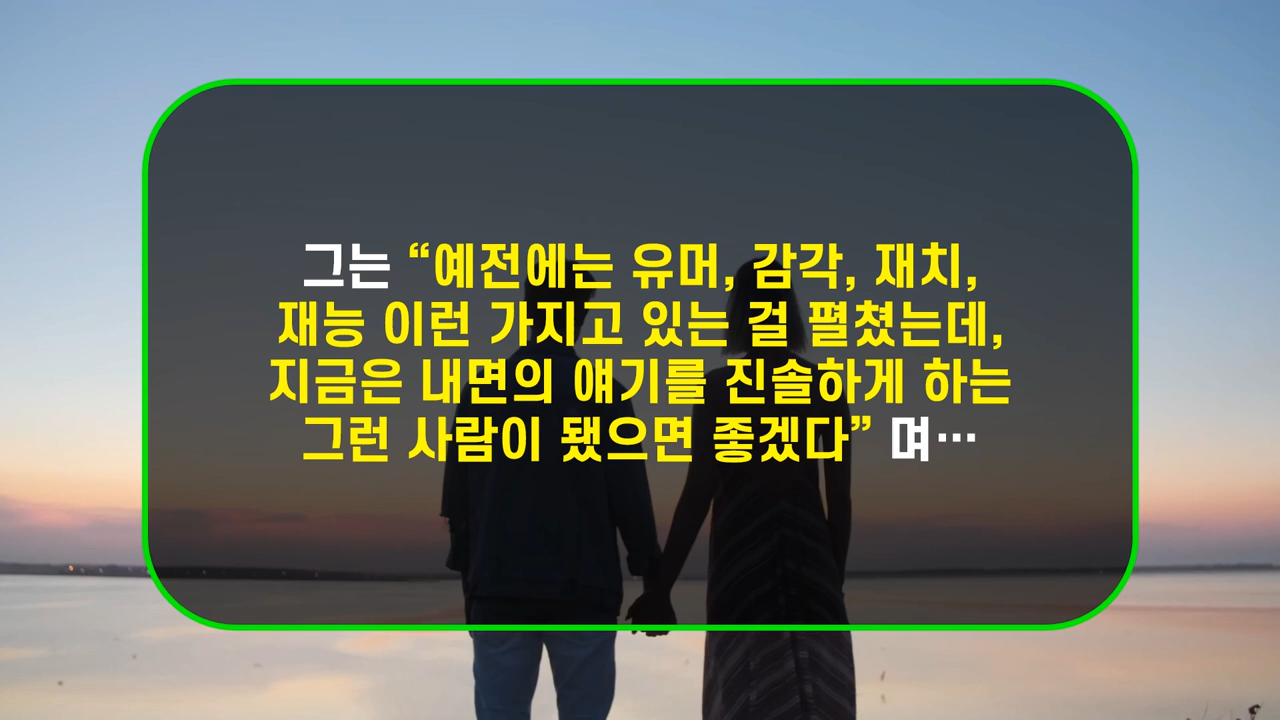 그는 “예전에는 유머, 감각, 재치,
재능 이런 가지고 있는 걸 펼쳤는데,
지금은 내면의 얘기를 진솔하게 하는
그런 사람이 됐으면 좋겠다” 며…